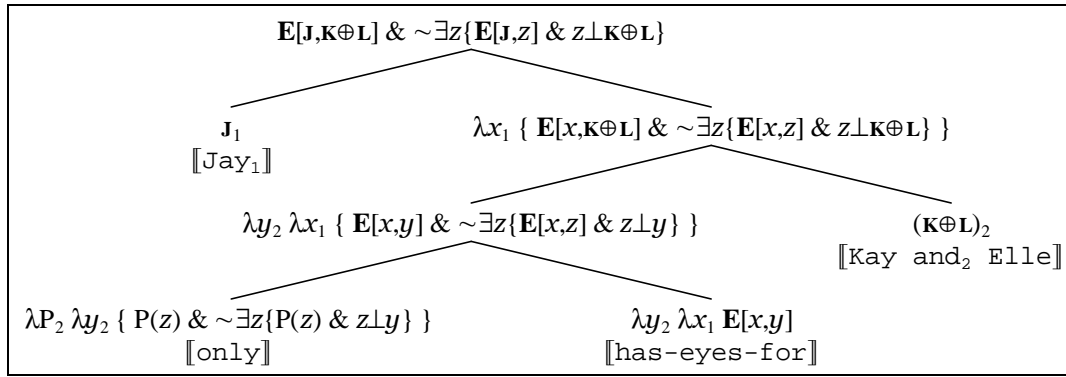 E[J,K⊕L] & ~∃z{E[J,z] & z⊥K⊕L}
J₁ λx₁ { E[x,K⊕L] & ~∃z{E[x,z] & z⊥K⊕L} }
⟦Jay₁⟧
λy₂ λx₁ { E[x,y] & ~∃z{E[x,z] & z⊥y} } (K⊕L)₂
⟦Kay and₂ Elle⟧
λP₂ λy₂ { P(z) & ~∃z{P(z) & z⊥y} } λy₂ λx₁ E[x,y]
⟦only⟧ ⟦has-eyes-for⟧